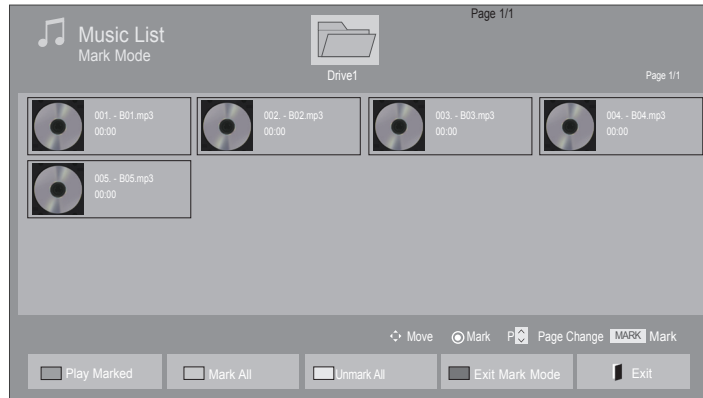 Page 1/1
Music List
Mark Mode
Drive1
Page 1/1
001. - B01.mp3
00:00
002. - B02.mp3
00:00
003. - B03.mp3
00:00
004. - B04.mp3
00:00
005. - B05.mp3
00:00
Move Mark P Page Change MARK Mark
Play Marked Mark All Unmark All Exit Mark Mode Exit